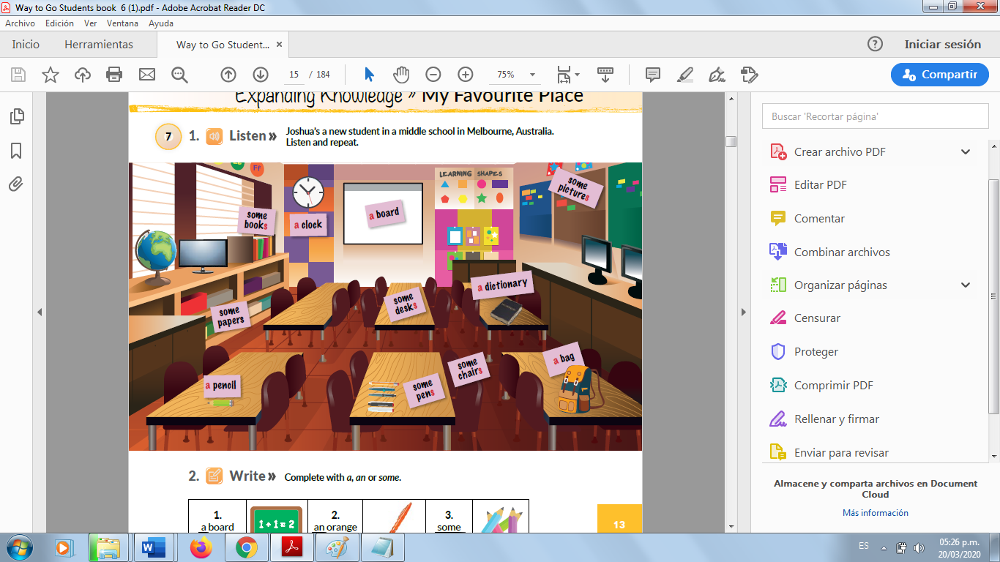 Way to Go Students book  6 (1).pdf - Adobe Acrobat Reader DC
Archivo Edición Ver Ventana Ayuda
Inicio Herramientas Way to Go Student... ×
Iniciar sesión
15 / 184 75% Compartir
Expanding Knowledge » My Favourite Place
7 1. Listen» Joshua's a new student in a middle school in Melbourne, Australia.
Listen and repeat.
Ff
LEARNING SHAPES
some
pictures
some
books
a clock
a board
a dictionary
some
desks
some
papers
a bag
some
chairs
a pencil
some
pens
2. Write» Complete with a, an or some.
1. 2. 3.
a board 1+1=2 an orange some
13
Buscar 'Recortar página'
Crear archivo PDF
Editar PDF
Comentar
Combinar archivos
Organizar páginas
Censurar
Proteger
Comprimir PDF
Rellenar y firmar
Enviar para revisar
Almacene y comparta archivos en Document
Cloud
Más información
ES
05:26 p.m.
20/03/2020